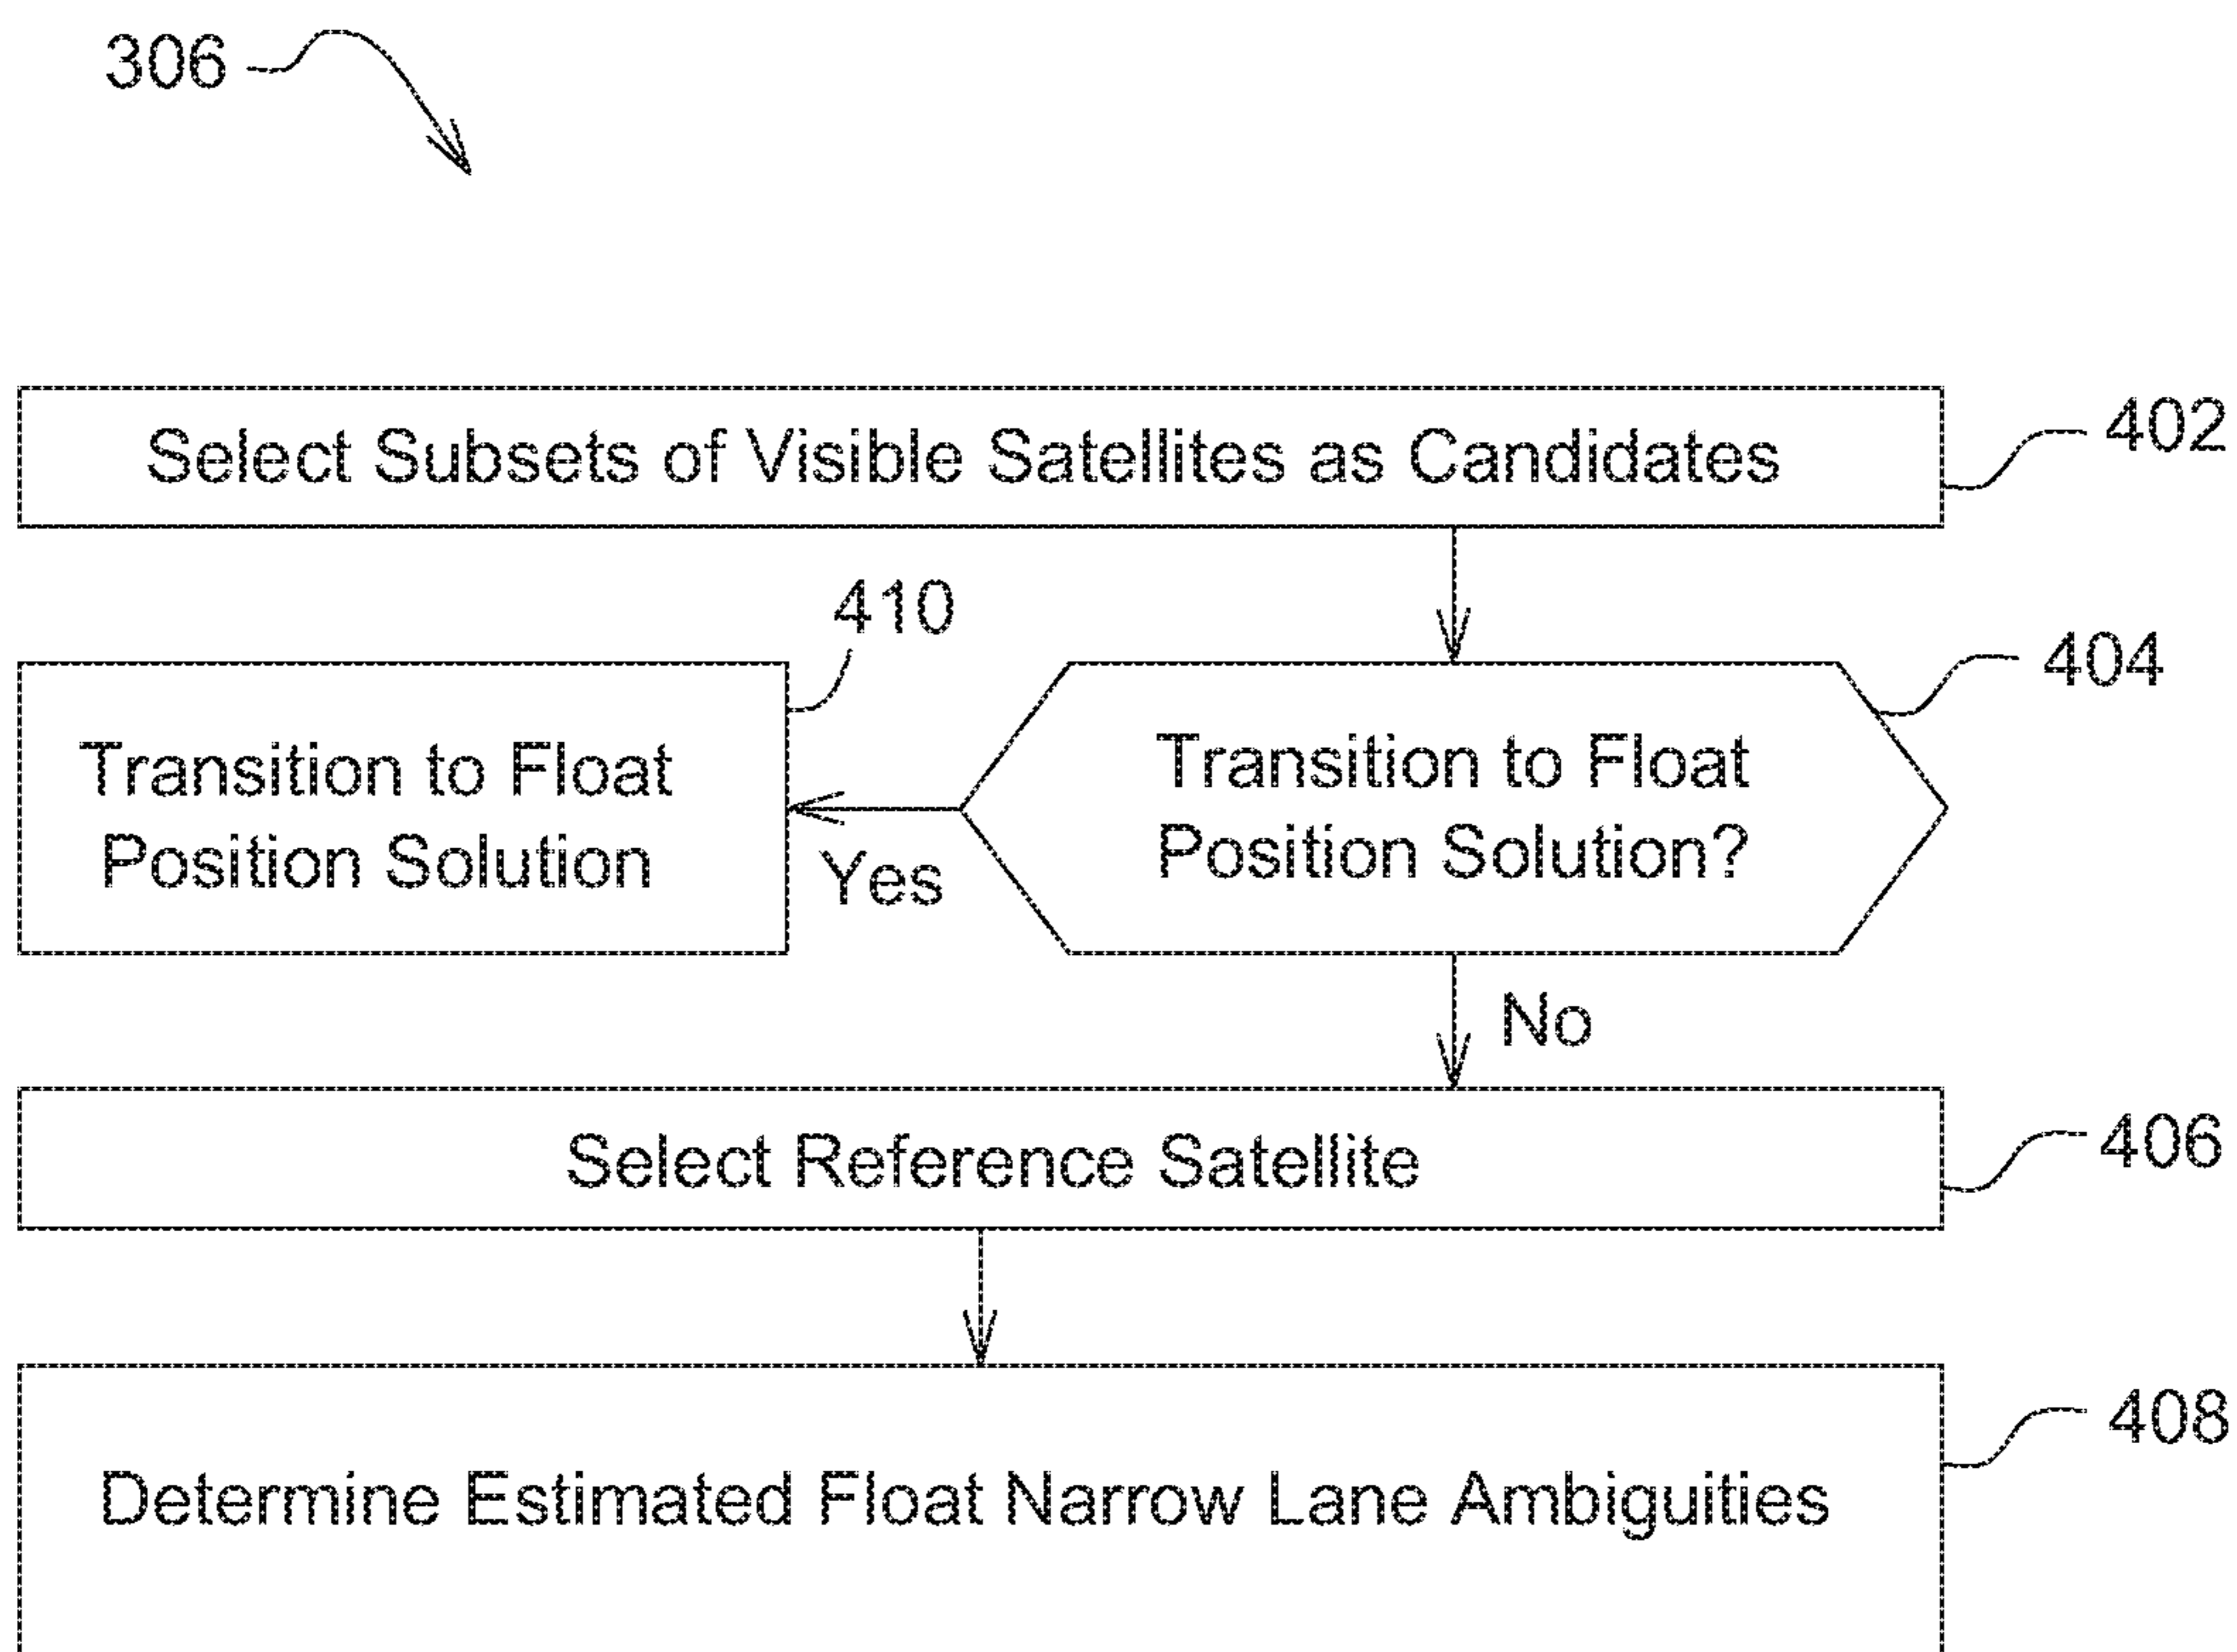 306
Select Subsets of Visible Satellites as Candidates
402
410
404
Transition to Float
Position Solution
Yes
Transition to Float
Position Solution?
No
Select Reference Satellite
406
Determine Estimated Float Narrow Lane Ambiguities
408